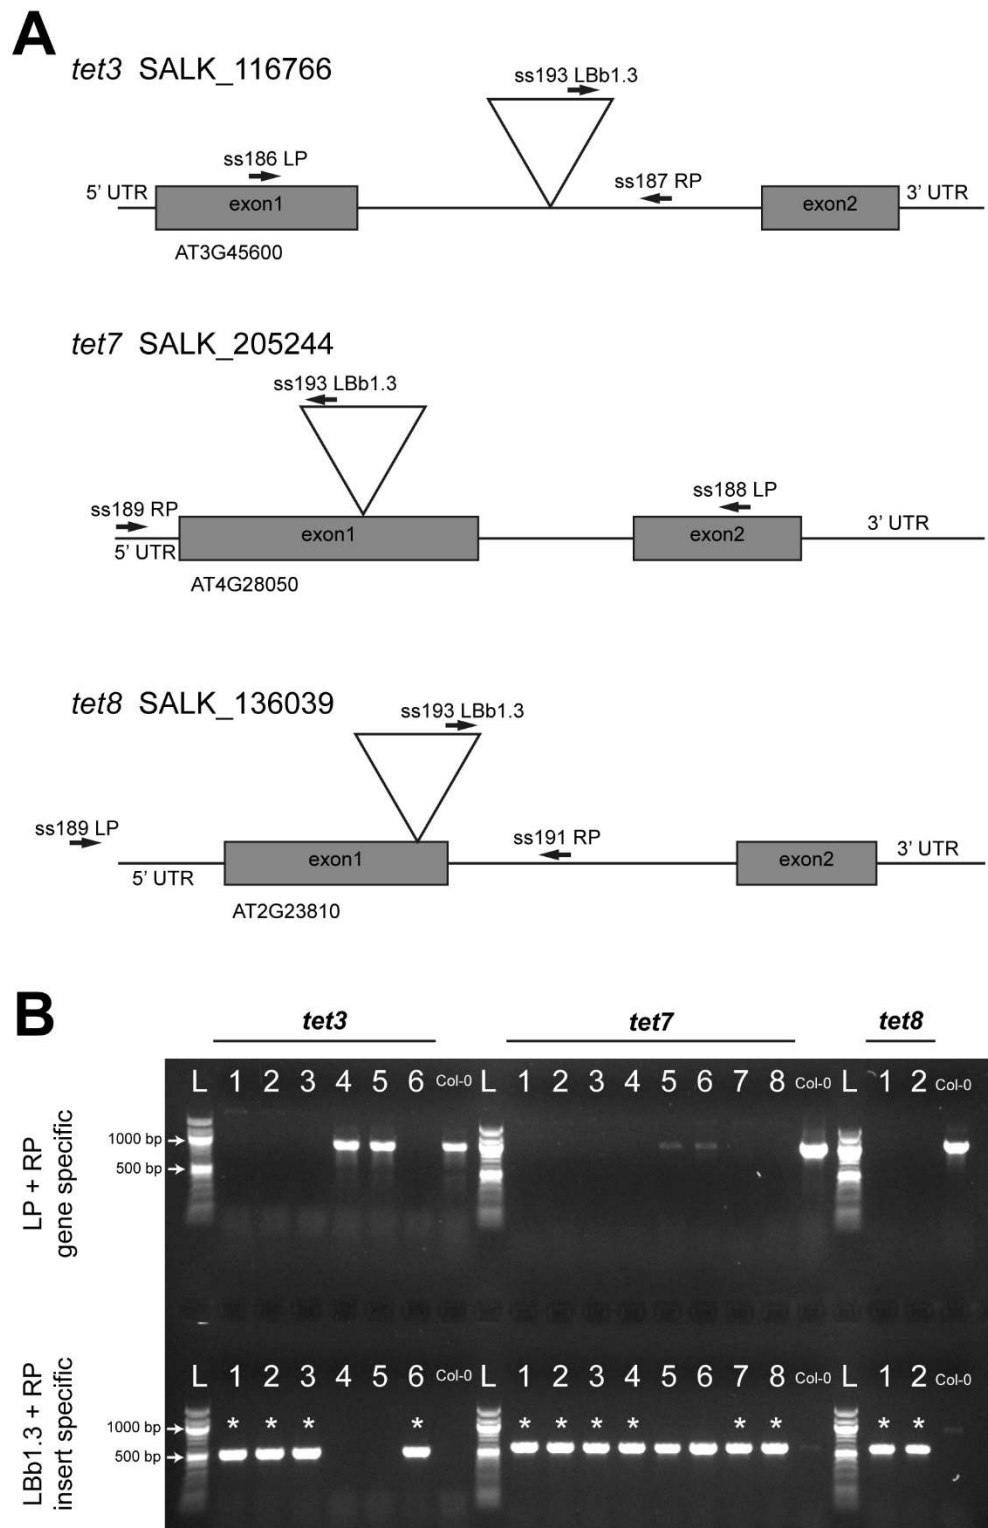 A
tet3 SALK_116766
ss193 LBb1.3
ss186 LP
ss187 RP
5' UTR
exon1
exon2
3' UTR
AT3G45600
tet7 SALK_205244
ss193 LBb1.3
ss189 RP
ss188 LP
5' UTR
exon1
exon2
3' UTR
AT4G28050
tet8 SALK_136039
ss193 LBb1.3
ss189 LP
ss191 RP
5' UTR
exon1
exon2
3' UTR
AT2G23810
B
tet3 tet7 tet8
LP + RP
gene specific
L 1 2 3 4 5 6 Col-0 L 1 2 3 4 5 6 7 8 Col-0 L 1 2 Col-0
1000 bp
500 bp
LBb1.3 + RP
insert specific
L 1 2 3 4 5 6 Col-0 L 1 2 3 4 5 6 7 8 Col-0 L 1 2 Col-0
* * * * * * * * * * * *
1000 bp
500 bp